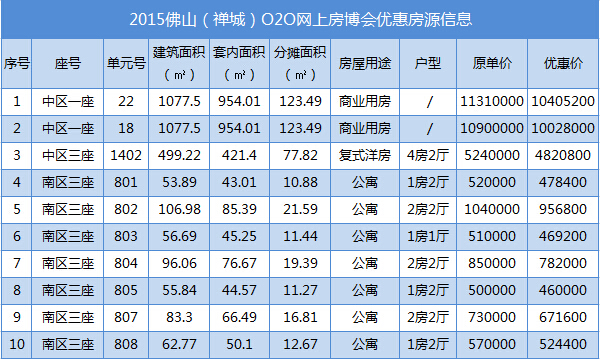 2015佛山（禅城）O2O网上房博会优惠房源信息
序号 座号 单元号 建筑面积（㎡） 套内面积（㎡） 分摊面积（㎡） 房屋用途 户型 原单价 优惠价
1 中区一座 22 1077.5 954.01 123.49 商业用房 / 11310000 10405200
2 中区一座 18 1077.5 954.01 123.49 商业用房 / 10900000 10028000
3 中区三座 1402 499.22 421.4 77.82 复式洋房 4房2厅 5240000 4820800
4 南区三座 801 53.89 43.01 10.88 公寓 1房1厅 520000 478400
5 南区三座 802 106.98 85.39 21.59 公寓 2房2厅 1040000 956800
6 南区三座 803 56.69 45.25 11.44 公寓 1房1厅 510000 469200
7 南区三座 804 96.06 76.67 19.39 公寓 2房2厅 850000 782000
8 南区三座 805 55.84 44.57 11.27 公寓 1房1厅 500000 460000
9 南区三座 807 83.3 66.49 16.81 公寓 2房2厅 730000 671600
10 南区三座 808 62.77 50.1 12.67 公寓 1房2厅 570000 524400